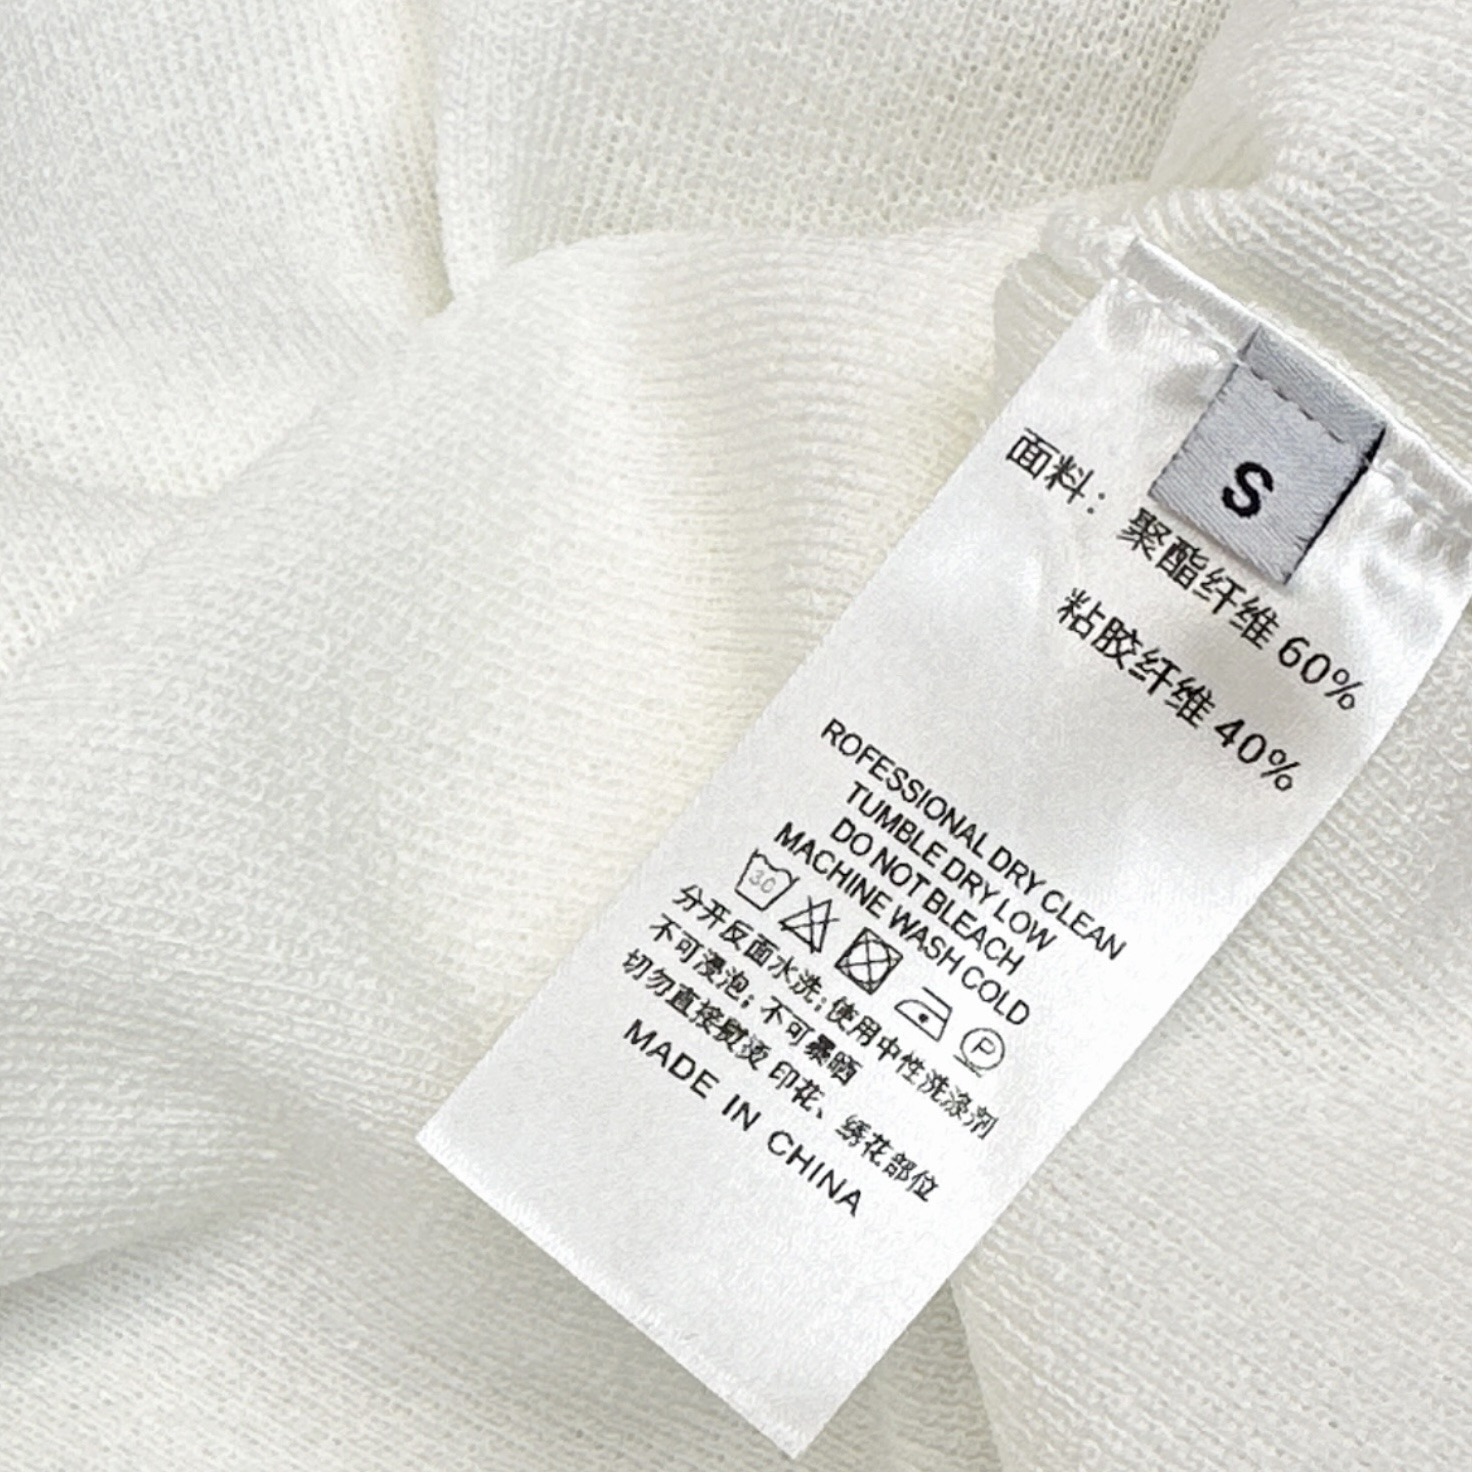 S
面料：
聚酯纤维 60%
粘胶纤维 40%
ROFESSIONAL DRY CLEAN
TUMBLE DRY LOW
DO NOT BLEACH
MACHINE WASH COLD
30
P
分开反面水洗；使用中性洗涤剂
不可浸泡；不可暴晒
切勿直接熨烫 印花、绣花部位
MADE IN CHINA